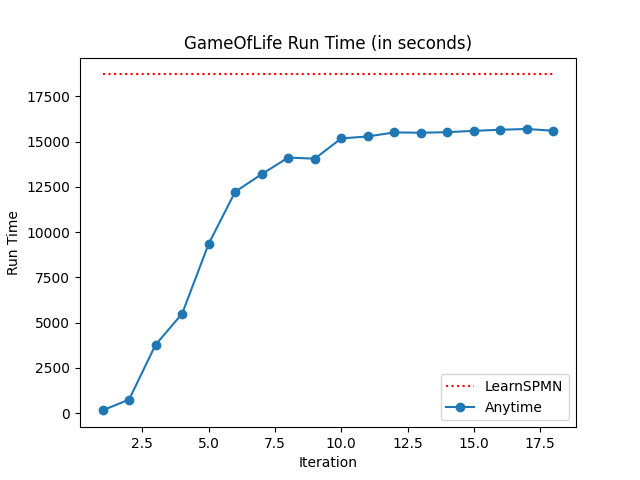 GameOfLife Run Time (in seconds)
17500
15000
12500
10000
7500
5000
2500
0
Run Time
2.5 5.0 7.5 10.0 12.5 15.0 17.5
Iteration
LearnSPMN
Anytime